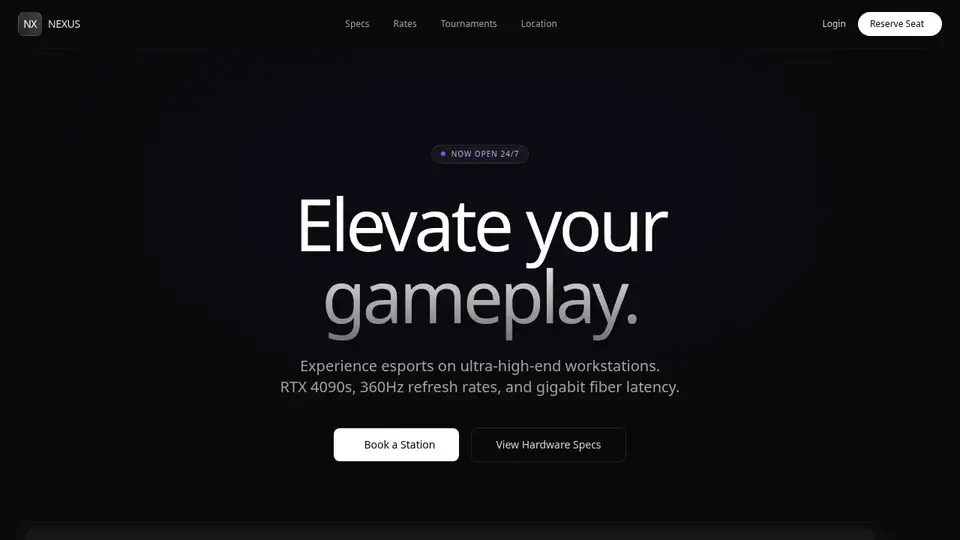 NX NEXUS Specs Rates Tournaments Location Login Reserve Seat
NOW OPEN 24/7
Elevate your
gameplay.
Experience esports on ultra-high-end workstations.
RTX 4090s, 360Hz refresh rates, and gigabit fiber latency.
Book a Station View Hardware Specs